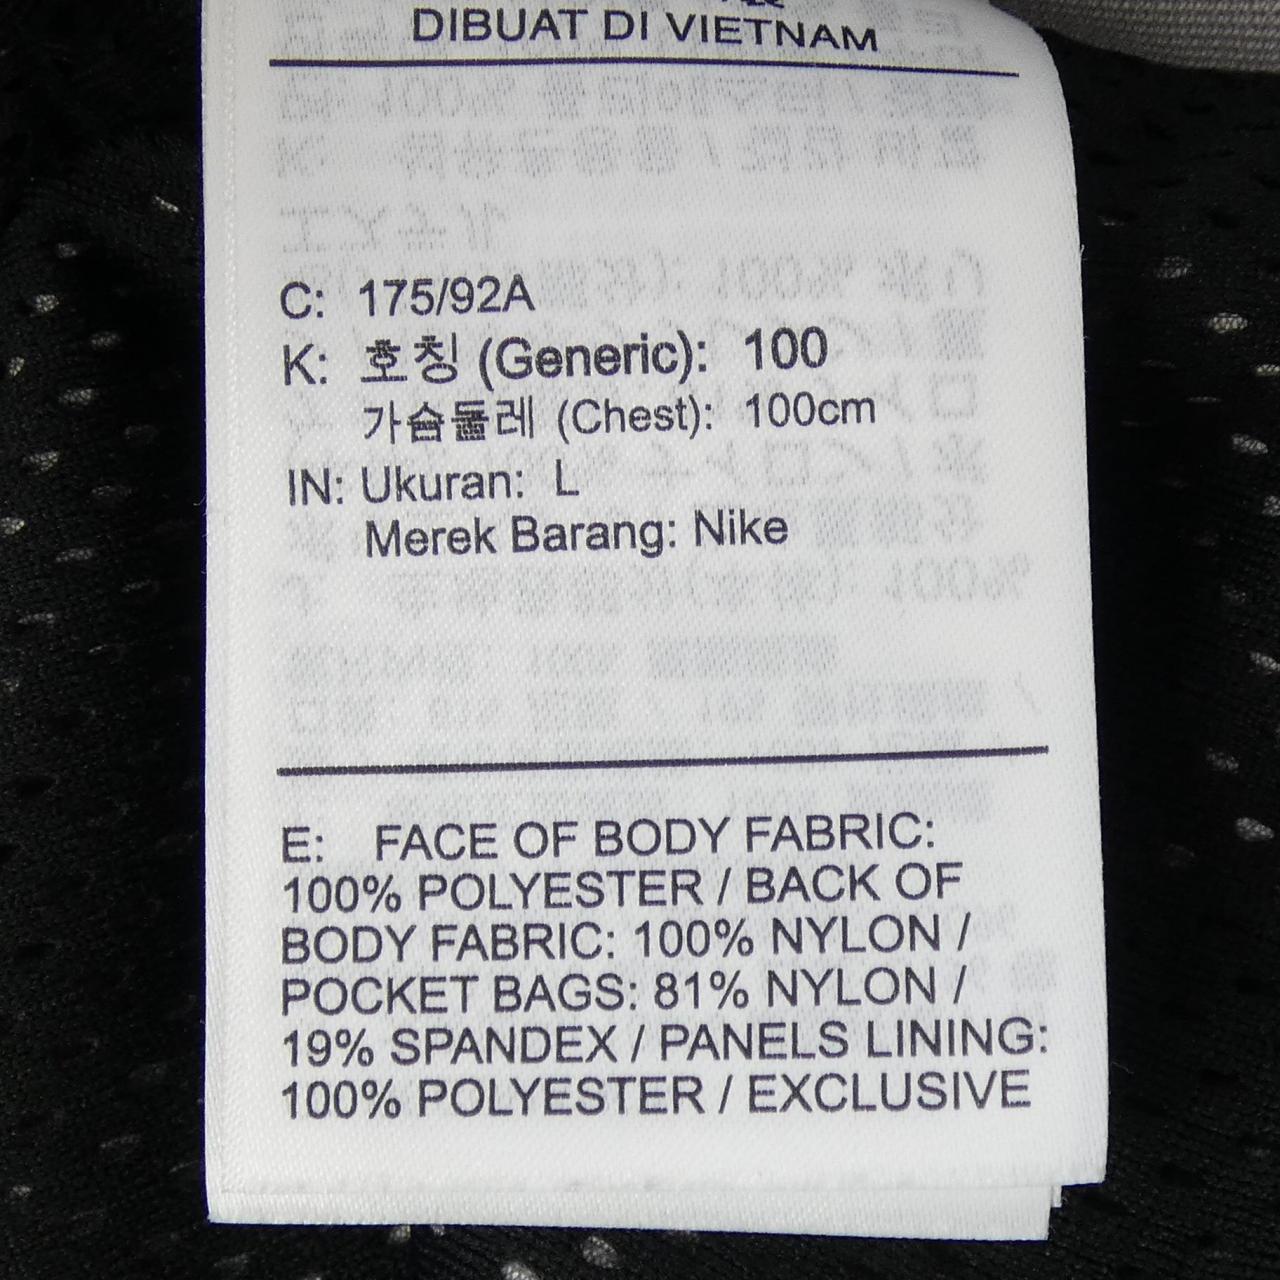 DIBUAT DI VIETNAM
C: 175/92A
K: 호칭 (Generic): 100
가슴둘레 (Chest): 100cm
IN: Ukuran: L
Merek Barang: Nike
E: FACE OF BODY FABRIC:
100% POLYESTER / BACK OF
BODY FABRIC: 100% NYLON /
POCKET BAGS: 81% NYLON /
19% SPANDEX / PANELS LINING:
100% POLYESTER / EXCLUSIVE